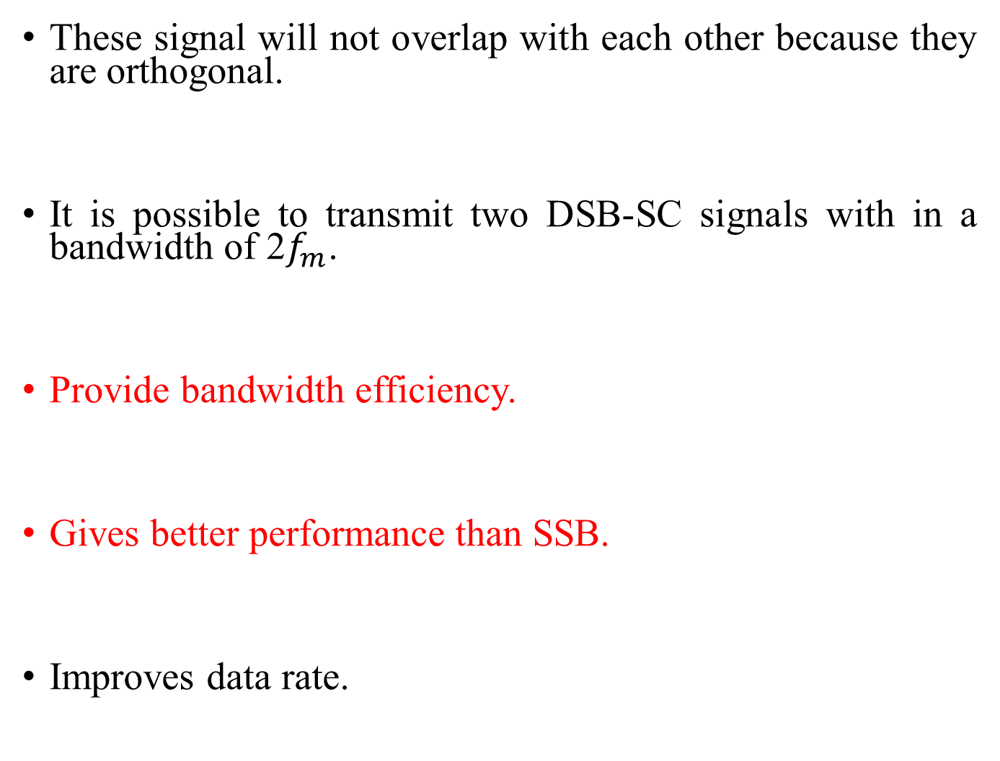 • These signal will not overlap with each other because they
are orthogonal.
• It is possible to transmit two DSB-SC signals with in a
bandwidth of 2𝑓𝑚.
• Provide bandwidth efficiency.
• Gives better performance than SSB.
• Improves data rate.